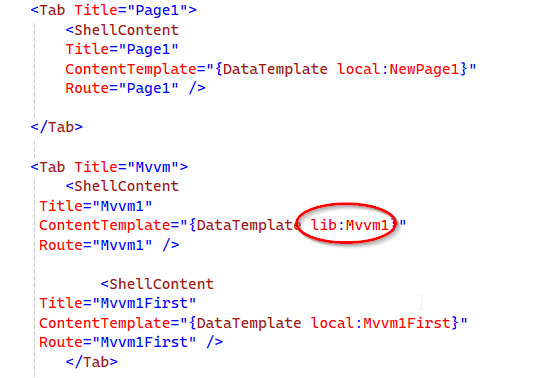 <Tab Title="Page1">
<ShellContent
Title="Page1"
ContentTemplate="{DataTemplate local:NewPage1}"
Route="Page1" />
</Tab>
<Tab Title="Mvvm">
<ShellContent
Title="Mvvm1"
ContentTemplate="{DataTemplate lib:Mvvm1}"
Route="Mvvm1" />
<ShellContent
Title="Mvvm1First"
ContentTemplate="{DataTemplate local:Mvvm1First}"
Route="Mvvm1First" />
</Tab>